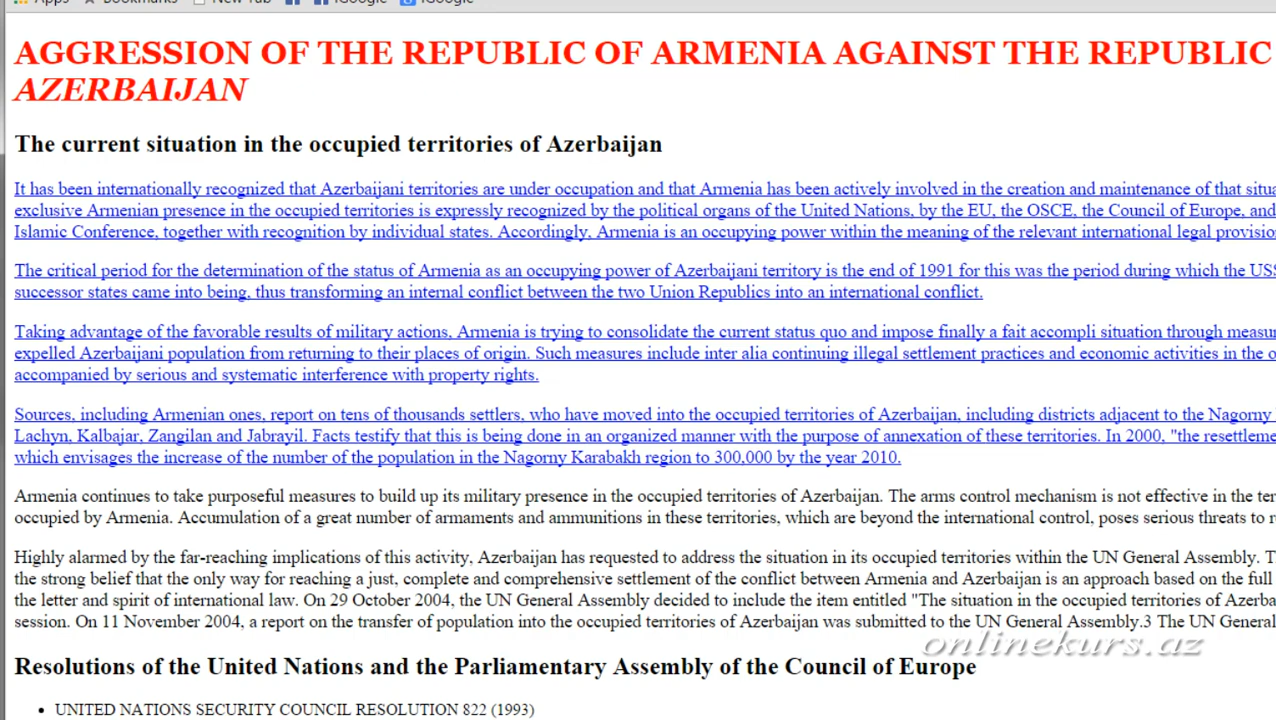 Apps Bookmarks New Tab iGoogle iGoogle
AGGRESSION OF THE REPUBLIC OF ARMENIA AGAINST THE REPUBLIC
AZERBAIJAN
The current situation in the occupied territories of Azerbaijan
It has been internationally recognized that Azerbaijani territories are under occupation and that Armenia has been actively involved in the creation and maintenance of that situa
exclusive Armenian presence in the occupied territories is expressly recognized by the political organs of the United Nations, by the EU, the OSCE, the Council of Europe, and
Islamic Conference, together with recognition by individual states. Accordingly, Armenia is an occupying power within the meaning of the relevant international legal provision
The critical period for the determination of the status of Armenia as an occupying power of Azerbaijani territory is the end of 1991 for this was the period during which the USS
successor states came into being, thus transforming an internal conflict between the two Union Republics into an international conflict.
Taking advantage of the favorable results of military actions, Armenia is trying to consolidate the current status quo and impose finally a fait accompli situation through measur
expelled Azerbaijani population from returning to their places of origin. Such measures include inter alia continuing illegal settlement practices and economic activities in the o
accompanied by serious and systematic interference with property rights.
Sources, including Armenian ones, report on tens of thousands settlers, who have moved into the occupied territories of Azerbaijan, including districts adjacent to the Nagorny
Lachyn, Kalbajar, Zangilan and Jabrayil. Facts testify that this is being done in an organized manner with the purpose of annexation of these territories. In 2000, "the resettleme
which envisages the increase of the number of the population in the Nagorny Karabakh region to 300,000 by the year 2010.
Armenia continues to take purposeful measures to build up its military presence in the occupied territories of Azerbaijan. The arms control mechanism is not effective in the ter
occupied by Armenia. Accumulation of a great number of armaments and ammunitions in these territories, which are beyond the international control, poses serious threats to r
Highly alarmed by the far-reaching implications of this activity, Azerbaijan has requested to address the situation in its occupied territories within the UN General Assembly. T
the strong belief that the only way for reaching a just, complete and comprehensive settlement of the conflict between Armenia and Azerbaijan is an approach based on the full
the letter and spirit of international law. On 29 October 2004, the UN General Assembly decided to include the item entitled "The situation in the occupied territories of Azerba
session. On 11 November 2004, a report on the transfer of population into the occupied territories of Azerbaijan was submitted to the UN General Assembly.3 The UN General
onlinekurs.az
Resolutions of the United Nations and the Parliamentary Assembly of the Council of Europe
• UNITED NATIONS SECURITY COUNCIL RESOLUTION 822 (1993)